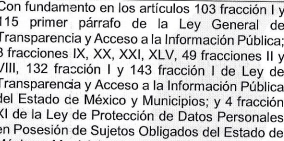 Con fundamento en los artículos 103 fracción I y
115 primer párrafo de la Ley General de
Transparencia y Acceso a la Información Pública;
3 fracciones IX, XX, XXI, XLV, 49 fracciones II y
VIII, 132 fracción I y 143 fracción I de Ley de
Transparencia y Acceso a la Información Pública
del Estado de México y Municipios; y 4 fracción
XI de la Ley de Protección de Datos Personales
en Posesión de Sujetos Obligados del Estado de